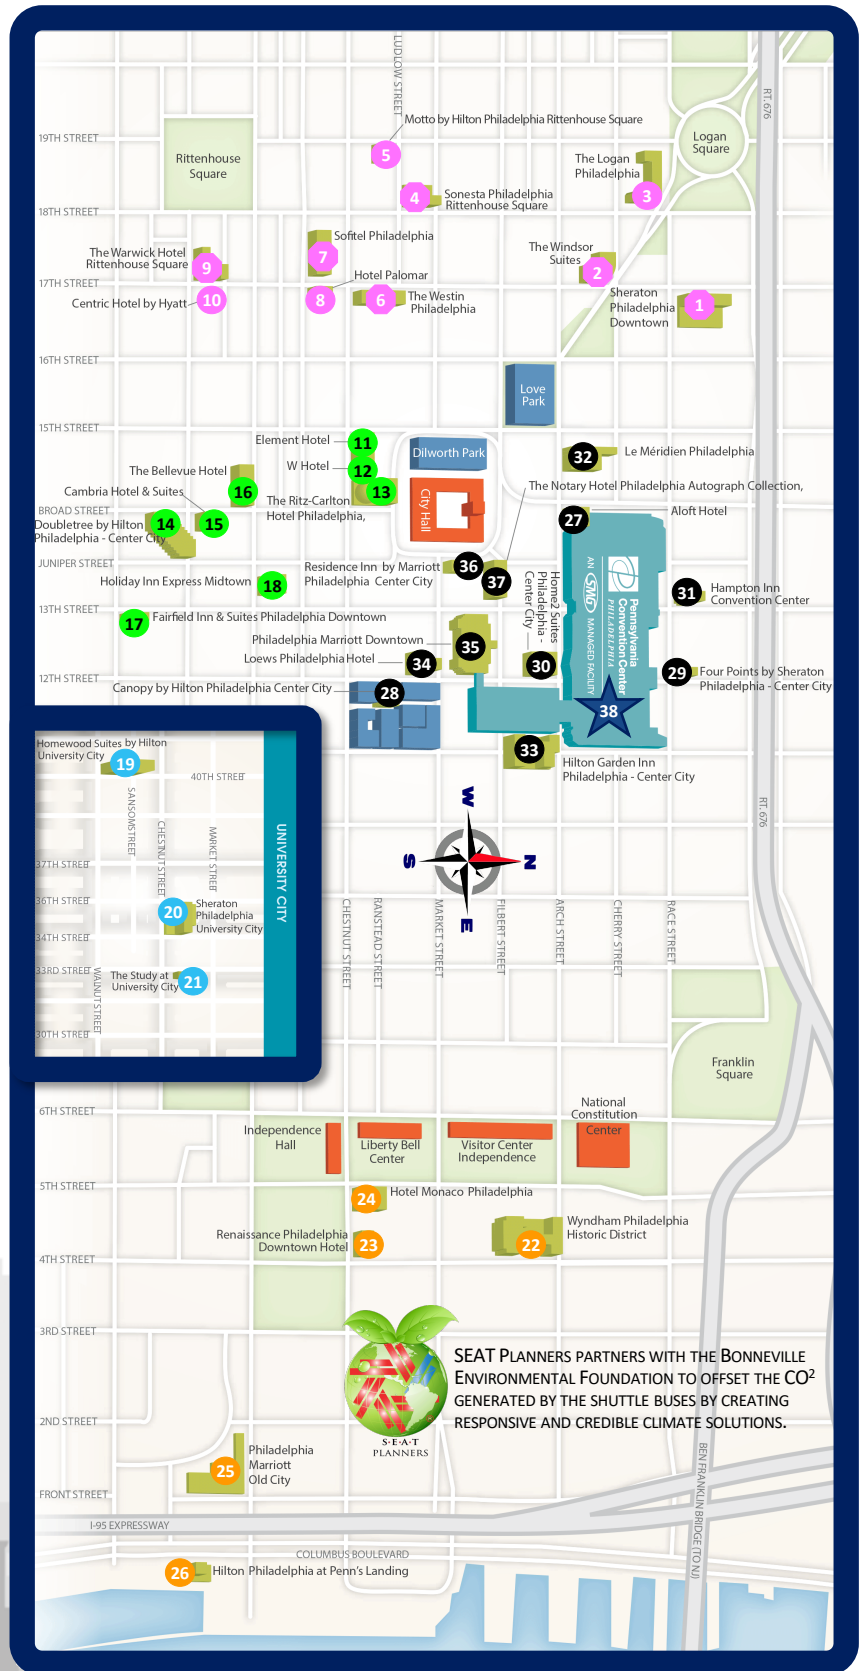 LUDLOW STREET
RT. 676
Motto by Hilton Philadelphia Rittenhouse Square
19TH STREET
5
Logan
Square
Rittenhouse
Square
The Logan
Philadelphia
4
Sonesta Philadelphia
Rittenhouse Square
3
18TH STREET
Sofitel Philadelphia
The Warwick Hotel
Rittenhouse Square
9
7
The Windsor
Suites
2
17TH STREET
Hotel Palomar
Centric Hotel by Hyatt
10
8
6
The Westin
Philadelphia
Sheraton
Philadelphia
Downtown
1
16TH STREET
Love
Park
15TH STREET
Element Hotel
11
W Hotel
12
Dilworth Park
32
Le Méridien Philadelphia
The Bellevue Hotel
16
13
The Ritz-Carlton
Hotel Philadelphia,
City Hall
The Notary Hotel Philadelphia Autograph Collection,
Cambria Hotel & Suites
BROAD STREET
Doubletree by Hilton
Philadelphia - Center City
14
15
27
Aloft Hotel
JUNIPER STREET
Residence Inn by Marriott
Philadelphia Center City
36
37
Holiday Inn Express Midtown
18
Home2 Suites
Philadelphia -
Center City
Pennsylvania
Convention Center
PHILADELPHIA
AN SMG MANAGED FACILITY
31
Hampton Inn
Convention Center
13TH STREET
17
Fairfield Inn & Suites Philadelphia Downtown
Philadelphia Marriott Downtown
35
Loews Philadelphia Hotel
34
30
29
Four Points by Sheraton
Philadelphia - Center City
12TH STREET
Canopy by Hilton Philadelphia Center City
28
38
33
Hilton Garden Inn
Philadelphia - Center City
Homewood Suites by Hilton
University City
19
40TH STREET
SANSOM STREET
CHESTNUT STREET
MARKET STREET
UNIVERSITY CITY
37TH STREET
36TH STREET
20
Sheraton
Philadelphia
University City
34TH STREET
33RD STREET
The Study at
University City
21
WALNUT STREET
30TH STREET
W
S
N
E
RT. 676
CHESTNUT STREET
RANSTEAD STREET
MARKET STREET
FILBERT STREET
ARCH STREET
CHERRY STREET
RACE STREET
Franklin
Square
6TH STREET
National
Constitution
Center
Independence
Hall
Liberty Bell
Center
Visitor Center
Independence
5TH STREET
24
Hotel Monaco Philadelphia
Renaissance Philadelphia
Downtown Hotel
23
22
Wyndham Philadelphia
Historic District
4TH STREET
3RD STREET
SEAT PLANNERS PARTNERS WITH THE BONNEVILLE
ENVIRONMENTAL FOUNDATION TO OFFSET THE CO2
GENERATED BY THE SHUTTLE BUSES BY CREATING
RESPONSIVE AND CREDIBLE CLIMATE SOLUTIONS.
S·E·A·T
PLANNERS
2ND STREET
25
Philadelphia
Marriott
Old City
FRONT STREET
BEN FRANKLIN BRIDGE (TO NJ)
I-95 EXPRESSWAY
COLUMBUS BOULEVARD
26
Hilton Philadelphia at Penn's Landing